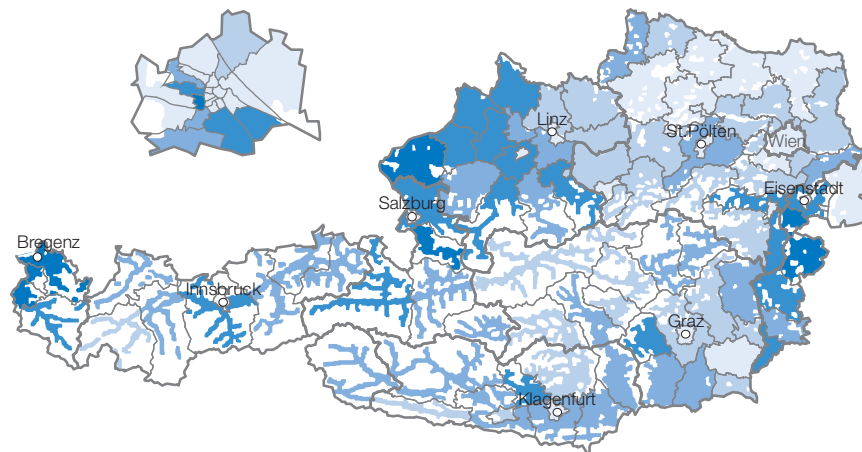 Linz
St.Pölten
Wien
Eisenstadt
Salzburg
Bregenz
Innsbruck
Graz
Klagenfurt